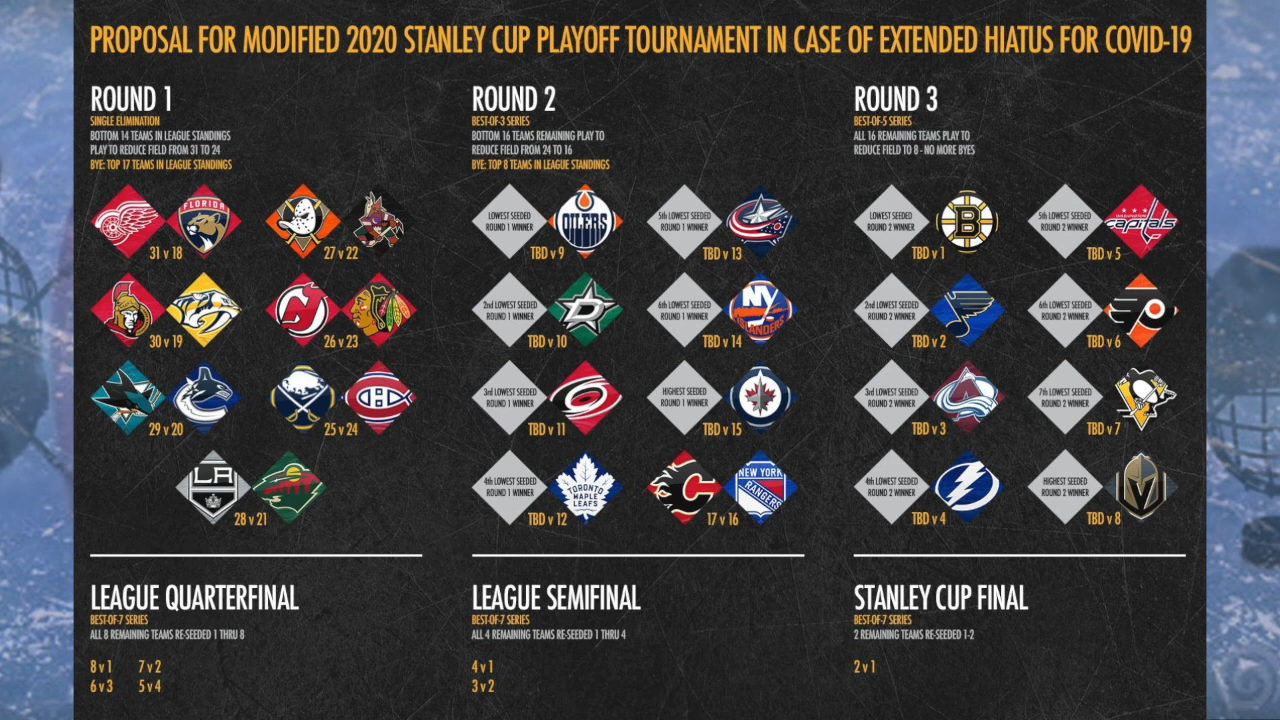 PROPOSAL FOR MODIFIED 2020 STANLEY CUP PLAYOFF TOURNAMENT IN CASE OF EXTENDED HIATUS FOR COVID-19
ROUND 1
SINGLE ELIMINATION
BOTTOM 14 TEAMS IN LEAGUE STANDINGS
PLAY TO REDUCE FIELD FROM 31 TO 24
BYE: TOP 17 TEAMS IN LEAGUE STANDINGS
FLORIDA
31 v 18
27 v 22
30 v 19
26 v 23
29 v 20
25 v 24
LA
28 v 21
ROUND 2
BEST-OF-3 SERIES
BOTTOM 16 TEAMS REMAINING PLAY TO
REDUCE FIELD FROM 24 TO 16
BYE: TOP 8 TEAMS IN LEAGUE STANDINGS
LOWEST SEEDED
ROUND 1 WINNER
OILERS
TBD v 9
5th LOWEST SEEDED
ROUND 1 WINNER
TBD v 13
2nd LOWEST SEEDED
ROUND 1 WINNER
D
TBD v 10
6th LOWEST SEEDED
ROUND 1 WINNER
NY
ISLANDERS
TBD v 14
3rd LOWEST SEEDED
ROUND 1 WINNER
TBD v 11
HIGHEST SEEDED
ROUND 1 WINNER
TBD v 15
4th LOWEST SEEDED
ROUND 1 WINNER
TORONTO
MAPLE
LEAFS
TBD v 12
C
NEW YORK
RANGERS
17 v 16
ROUND 3
BEST-OF-5 SERIES
ALL 16 REMAINING TEAMS PLAY TO
REDUCE FIELD TO 8 - NO MORE BYES
LOWEST SEEDED
ROUND 2 WINNER
B
TBD v 1
5th LOWEST SEEDED
ROUND 2 WINNER
WASHINGTON
capitals
TBD v 5
2nd LOWEST SEEDED
ROUND 2 WINNER
TBD v 2
6th LOWEST SEEDED
ROUND 2 WINNER
TBD v 6
3rd LOWEST SEEDED
ROUND 2 WINNER
TBD v 3
7th LOWEST SEEDED
ROUND 2 WINNER
TBD v 7
4th LOWEST SEEDED
ROUND 2 WINNER
TBD v 4
HIGHEST SEEDED
ROUND 2 WINNER
TBD v 8
LEAGUE QUARTERFINAL
BEST-OF-7 SERIES
ALL 8 REMAINING TEAMS RE-SEEDED 1 THRU 8
8 v 1 7 v 2
6 v 3 5 v 4
LEAGUE SEMIFINAL
BEST-OF-7 SERIES
ALL 4 REMAINING TEAMS RE-SEEDED 1 THRU 4
4 v 1
3 v 2
STANLEY CUP FINAL
BEST-OF-7 SERIES
2 REMAINING TEAMS RE-SEEDED 1-2
2 v 1